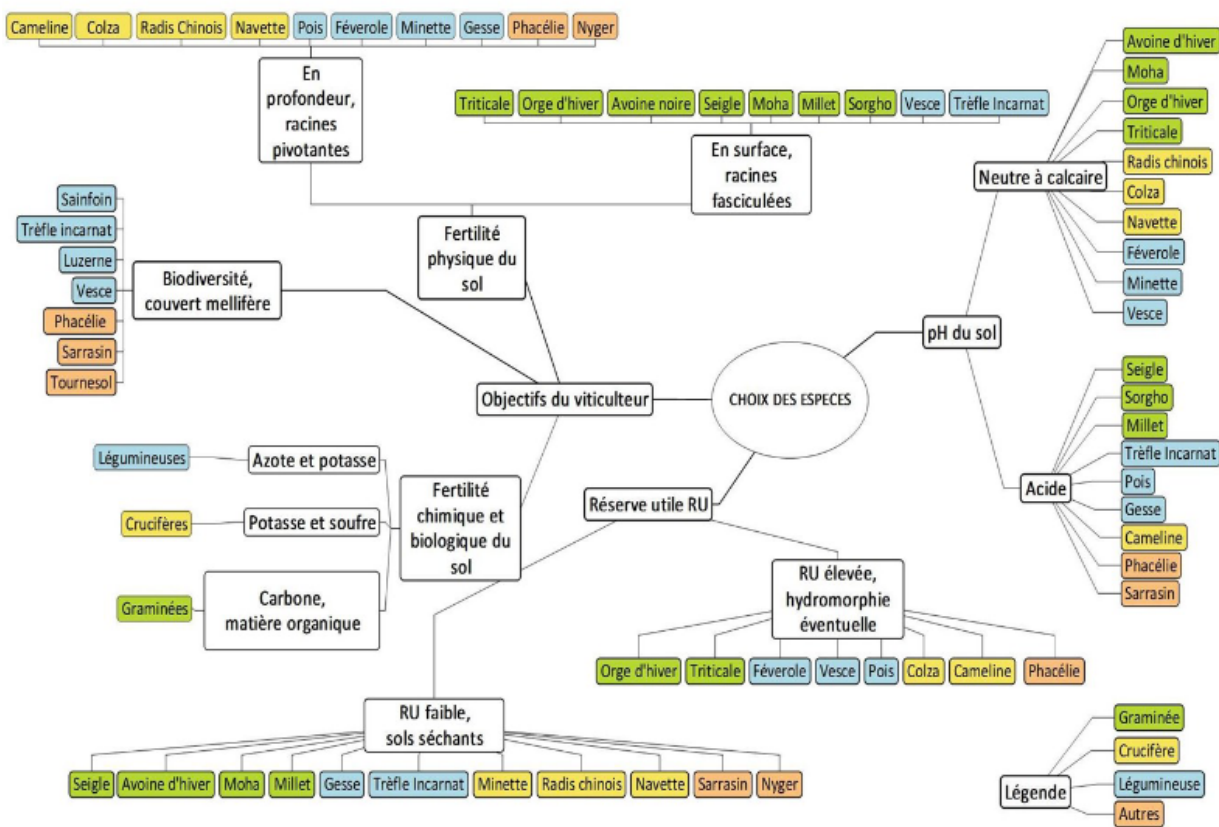 Cameline Colza Radis Chinois Navette Pois Féverole Minette Gesse Phacélie Nyger
En
profondeur,
racines
pivotantes
Triticale Orge d'hiver Avoine noire Seigle Moha Millet Sorgho Vesce Trèfle Incarnat
En surface,
racines
fasciculées
Fertilité
physique du
sol
Sainfoin
Trèfle incarnat
Luzerne
Vesce
Phacélie
Sarrasin
Tournesol
Biodiversité,
couvert mellifère
Objectifs du viticulteur
CHOIX DES ESPECES
pH du sol
Neutre à calcaire
Avoine d'hiver
Moha
Orge d'hiver
Triticale
Radis chinois
Colza
Navette
Féverole
Minette
Vesce
Acide
Seigle
Sorgho
Millet
Trèfle Incarnat
Pois
Gesse
Cameline
Phacélie
Sarrasin
Légumineuses
Azote et potasse
Crucifères
Potasse et soufre
Graminées
Carbone,
matière organique
Fertilité
chimique et
biologique du
sol
Réserve utile RU
RU élevée,
hydromorphie
éventuelle
Orge d'hiver Triticale Féverole Vesce Pois Colza Cameline Phacélie
RU faible,
sols séchants
Seigle Avoine d'hiver Moha Millet Gesse Trèfle Incarnat Minette Radis chinois Navette Sarrasin Nyger
Légende
Graminée
Crucifère
Légumineuse
Autres